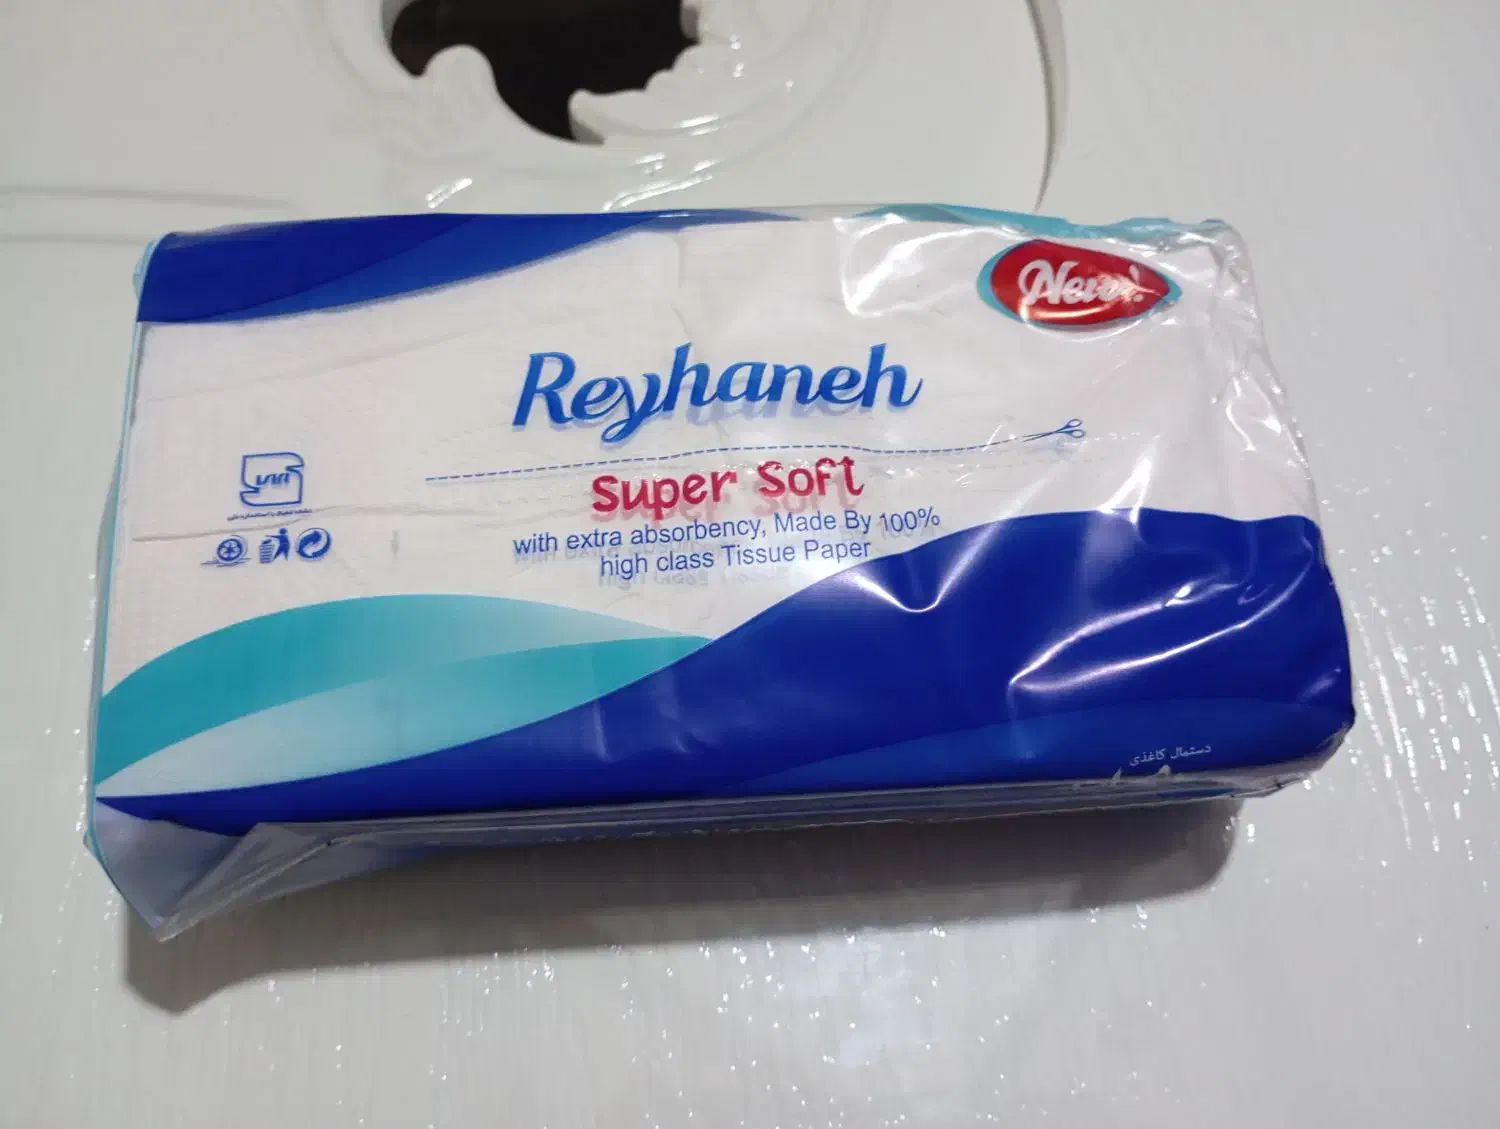 New!
Reyhaneh
Super Soft
with extra absorbency, Made By 100%
high class Tissue Paper
دستمال کاغذی